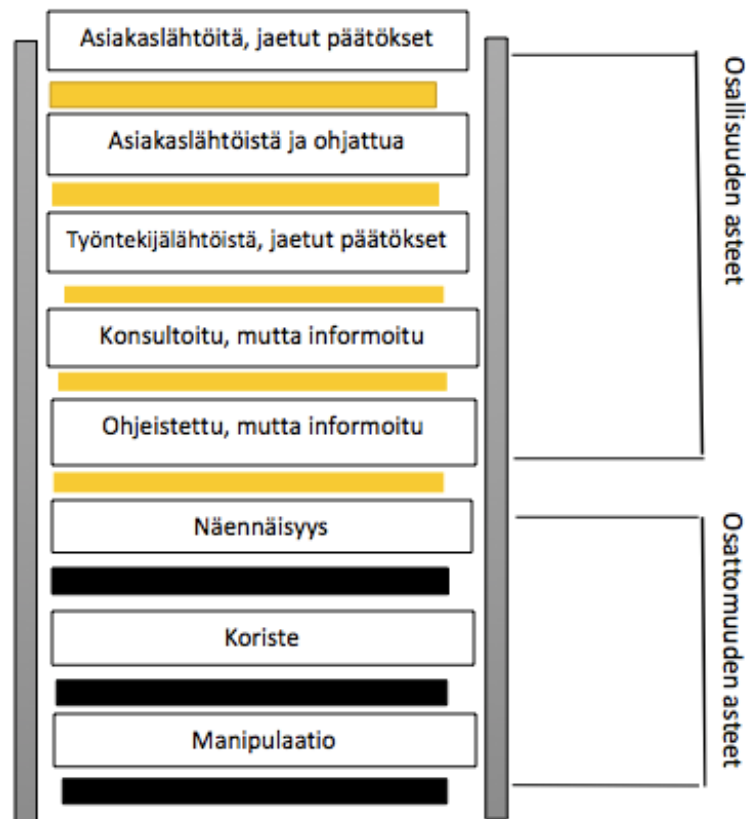 Asiakaslähtöitä, jaetut päätökset
Asiakaslähtöistä ja ohjattua
Työntekijälähtöistä, jaetut päätökset
Konsultoitu, mutta informoitu
Ohjeistettu, mutta informoitu
Näennäisyys
Koriste
Manipulaatio
Osallisuuden asteet
Osattomuuden asteet